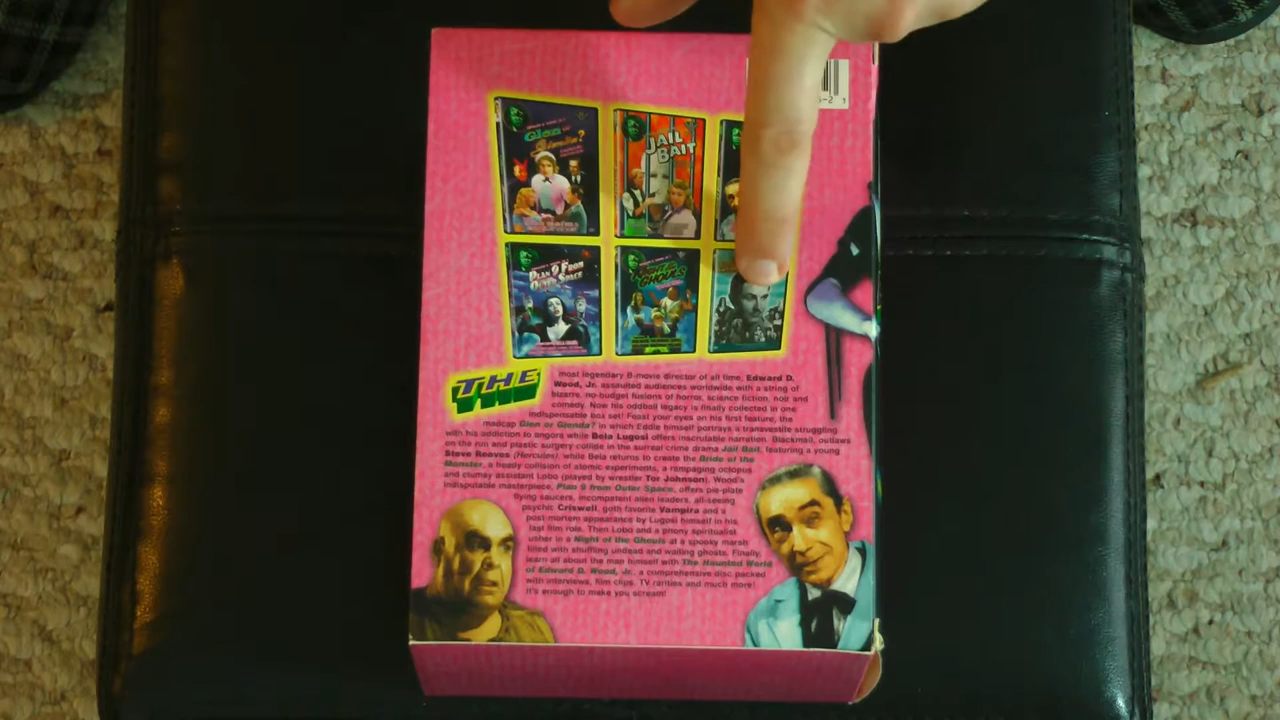 Glen or
Glenda?
JAIL
BAIT
PLAN 9 FROM
OUTER SPACE
NIGHT OF THE
GHOULS
THE
most legendary B-movie director of all time, Edward D.
Wood, Jr. assaulted audiences worldwide with a string of
bizarre, no-budget fusions of horror, science fiction, noir and
comedy. Now his oddball legacy is finally collected in one
indispensable box set! Feast your eyes on his first feature, the
madcap Glen or Glenda? in which Eddie himself portrays a transvestite struggling
with his addiction to angora while Bela Lugosi offers inscrutable narration. Blackmail, outlaws
on the run and plastic surgery collide in the surreal crime drama Jail Bait, featuring a young
Steve Reeves (Hercules), while Bela returns to create the Bride of the
Monster, a heady collision of atomic experiments, a rampaging octopus
and clumsy assistant Lobo (played by wrestler Tor Johnson). Wood's
indisputable masterpiece, Plan 9 from Outer Space, offers pie-plate
flying saucers, incompetent alien leaders, all-seeing
psychic Criswell, goth favorite Vampira and a
post mortem appearance by Lugosi himself in his
last film role. Then Lobo and a phony spiritualist
usher in a Night of the Ghouls at a spooky marsh
filled with shuffling undead and wailing ghosts. Finally,
learn all about the man himself with The Haunted World
of Edward D. Wood, Jr., a comprehensive disc packed
with interviews, film clips, TV rarities and much more!
It's enough to make you scream!